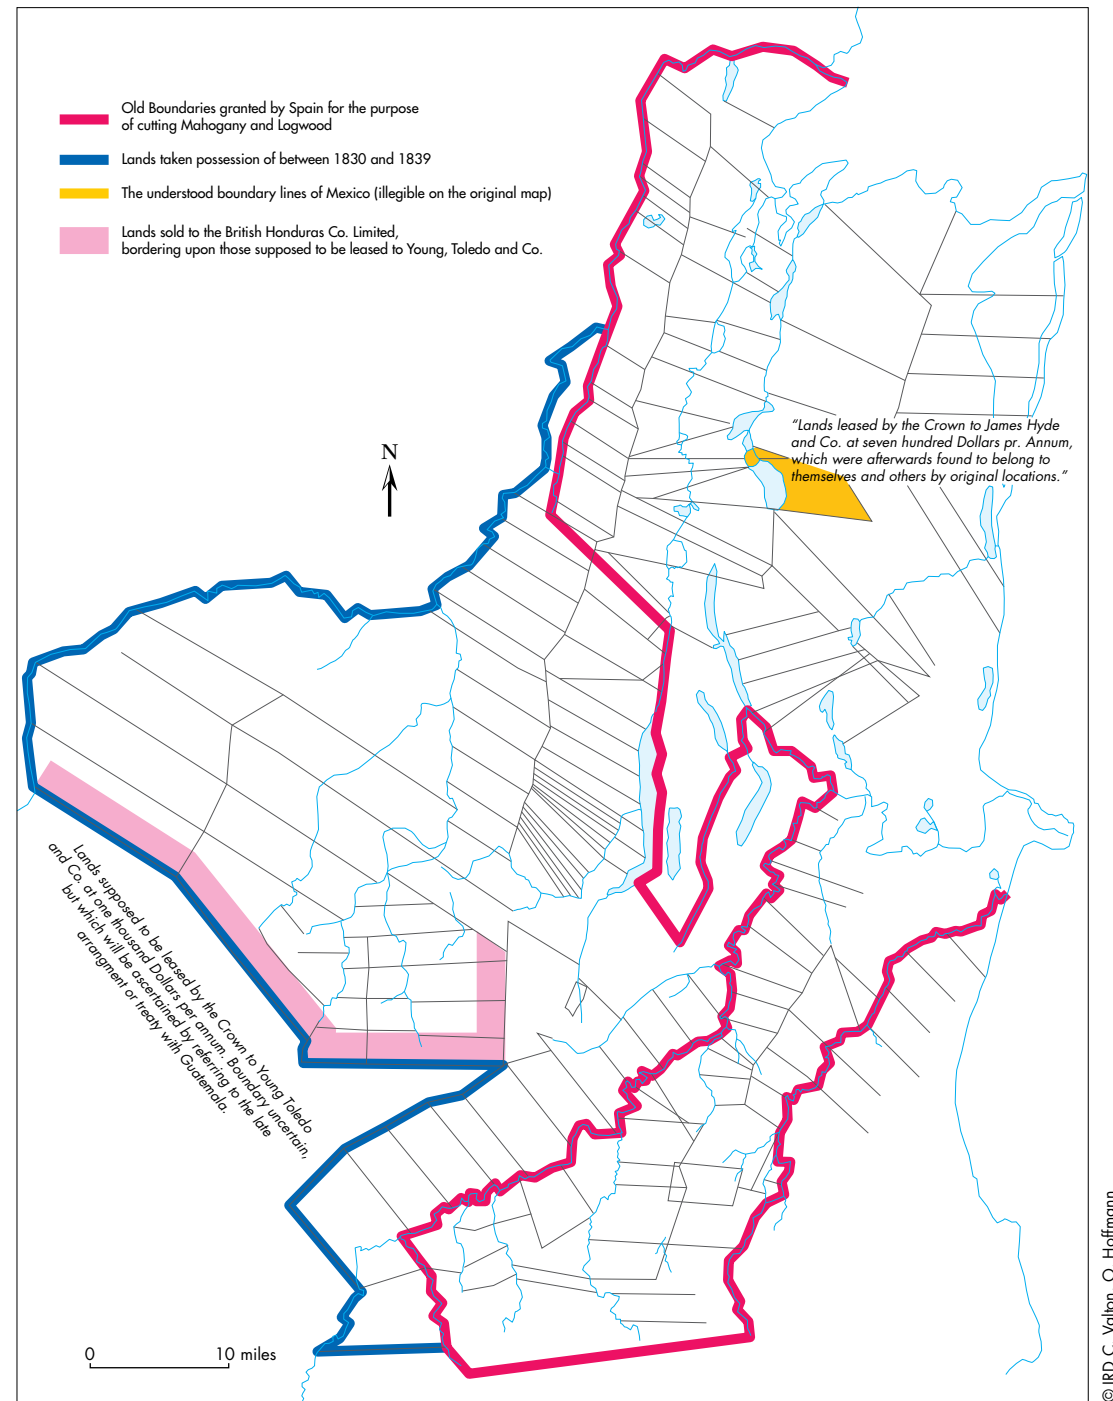 Old Boundaries granted by Spain for the purpose
of cutting Mahogany and Logwood
Lands taken possession of between 1830 and 1839
The understood boundary lines of Mexico (illegible on the original map)
Lands sold to the British Honduras Co. Limited,
bordering upon those supposed to be leased to Young, Toledo and Co.
N
"Lands leased by the Crown to James Hyde
and Co. at seven hundred Dollars pr. Annum,
which were afterwards found to belong to
themselves and others by original locations."
Lands supposed to be leased by the Crown to Young Toledo
and Co. at one thousand Dollars per annum. Boundary uncertain,
but which will be ascertained by referring to the late
arrangment or treaty with Guatemala.
0 10 miles
© IRD C. Valton, O. Hoffmann